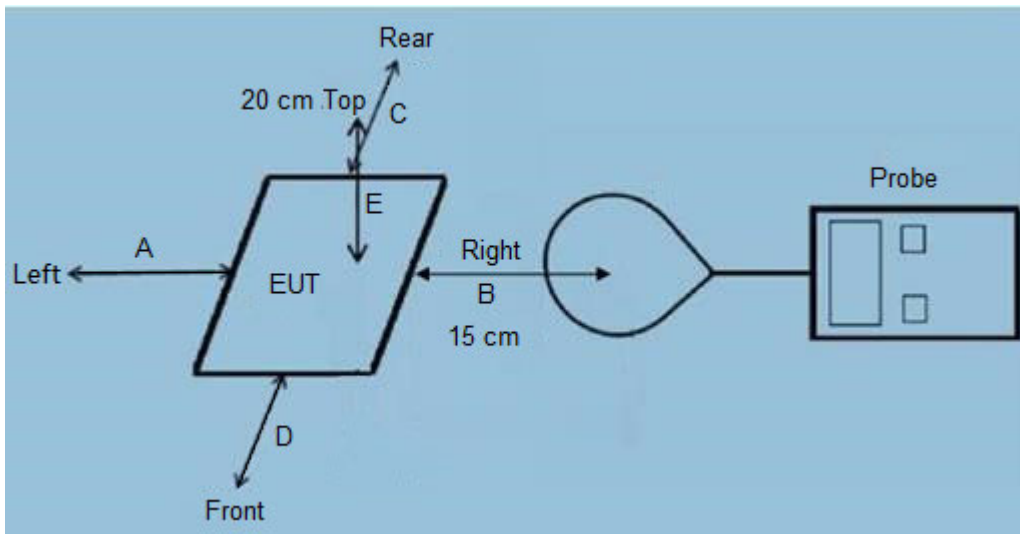 Rear
20 cm .Top
C
Probe
E
A
Right
Left
EUT
B
15 cm
D
Front